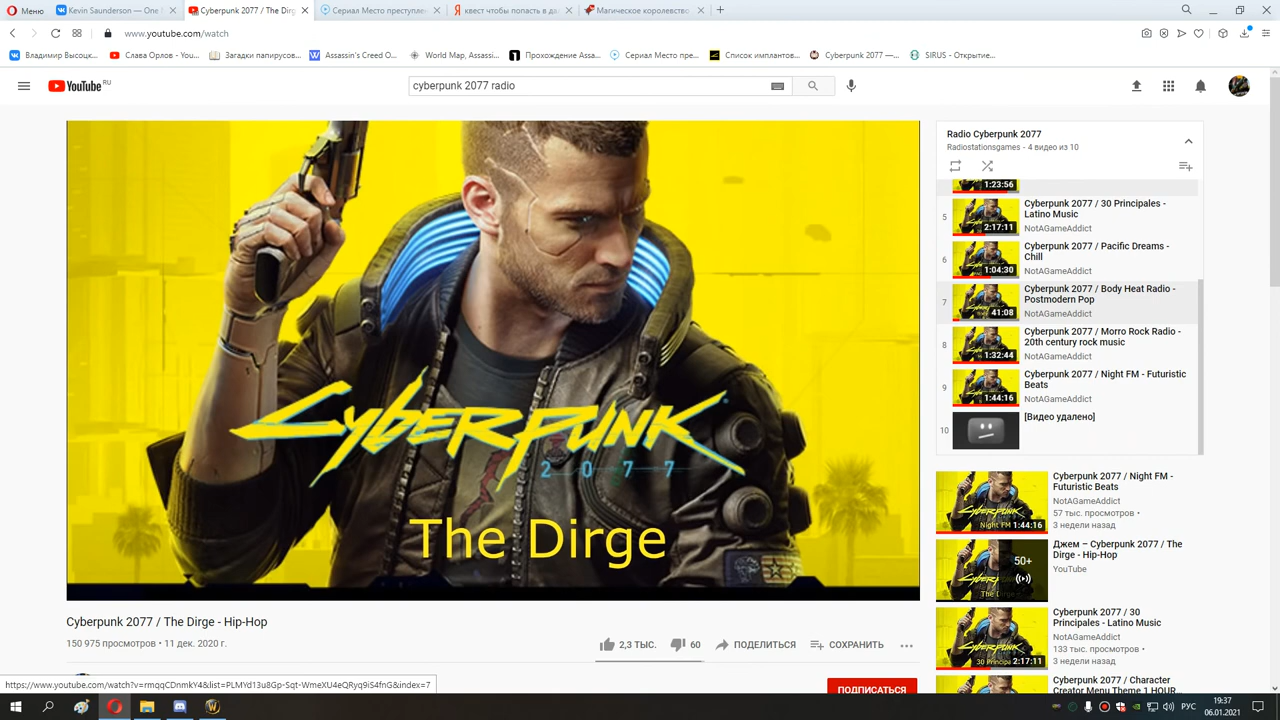 Меню
Kevin Saunderson — One
Cyberpunk 2077 / The Dir
Сериал Место преступлен
квест чтобы попасть в да
Магическое королевство
www.youtube.com/watch
Владимир Высоцк...
Слава Орлов - You...
Загадки папирусов...
Assassin's Creed O...
World Map, Assassi...
Прохождение Assa...
Сериал Место пре...
Список имплантов...
Cyberpunk 2077 —...
SIRUS - Открытие...
YouTube RU
cyberpunk 2077 radio
CYBERPUNK
2077
The Dirge
Cyberpunk 2077 / The Dirge - Hip-Hop
150 975 просмотров • 11 дек. 2020 г.
2,3 ТЫС.
60
ПОДЕЛИТЬСЯ
СОХРАНИТЬ
ПОДПИСАТЬСЯ
Radio Cyberpunk 2077
Radiostationsgames - 4 видео из 10
1:23:56
5
2:17:11
Cyberpunk 2077 / 30 Principales -
Latino Music
NotAGameAddict
6
1:04:30
Cyberpunk 2077 / Pacific Dreams -
Chill
NotAGameAddict
7
41:08
Cyberpunk 2077 / Body Heat Radio -
Postmodern Pop
NotAGameAddict
8
1:32:44
Cyberpunk 2077 / Morro Rock Radio -
20th century rock music
NotAGameAddict
9
1:44:16
Cyberpunk 2077 / Night FM - Futuristic
Beats
NotAGameAddict
10
[Видео удалено]
CYBERPUNK
Night FM
1:44:16
Cyberpunk 2077 / Night FM -
Futuristic Beats
NotAGameAddict
57 тыс. просмотров •
3 недели назад
50+
The D
Джем – Cyberpunk 2077 / The
Dirge - Hip-Hop
YouTube
CYBERPUNK
30 Principa
2:17:11
Cyberpunk 2077 / 30
Principales - Latino Music
NotAGameAddict
133 тыс. просмотров •
3 недели назад
Cyberpunk 2077 / Character
Creator Menu Theme 1 HOUR...
https://www.youtube.com/watch?v=rmqqCDnmkY4&list=PLMYd13u8Gp-Sqt-WmeXU4eQRyq9iS4fnG&index=7
РУС
19:37
06.01.2021